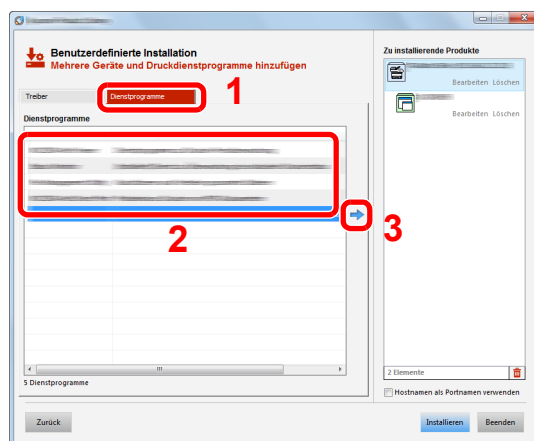 Benutzerdefinierte Installation
Mehrere Geräte und Druckdienstprogramme hinzufügen
Treiber
Dienstprogramme
1
Dienstprogramme
2
3
5 Dienstprogramme
Zu installierende Produkte
Bearbeiten Löschen
Bearbeiten Löschen
2 Elemente
Hostnamen als Portnamen verwenden
Zurück
Installieren
Beenden